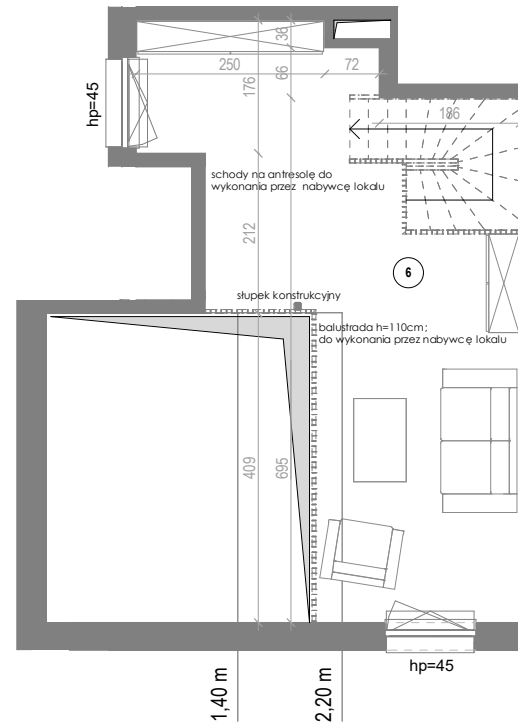 36
250
72
176
66
186
hp=45
schody na antresolę do
wykonania przez nabywcę lokalu
212
6
słupek konstrukcyjny
balustrada h=110cm;
do wykonania przez nabywcę lokalu
409
695
hp=45
1,40 m
2,20 m